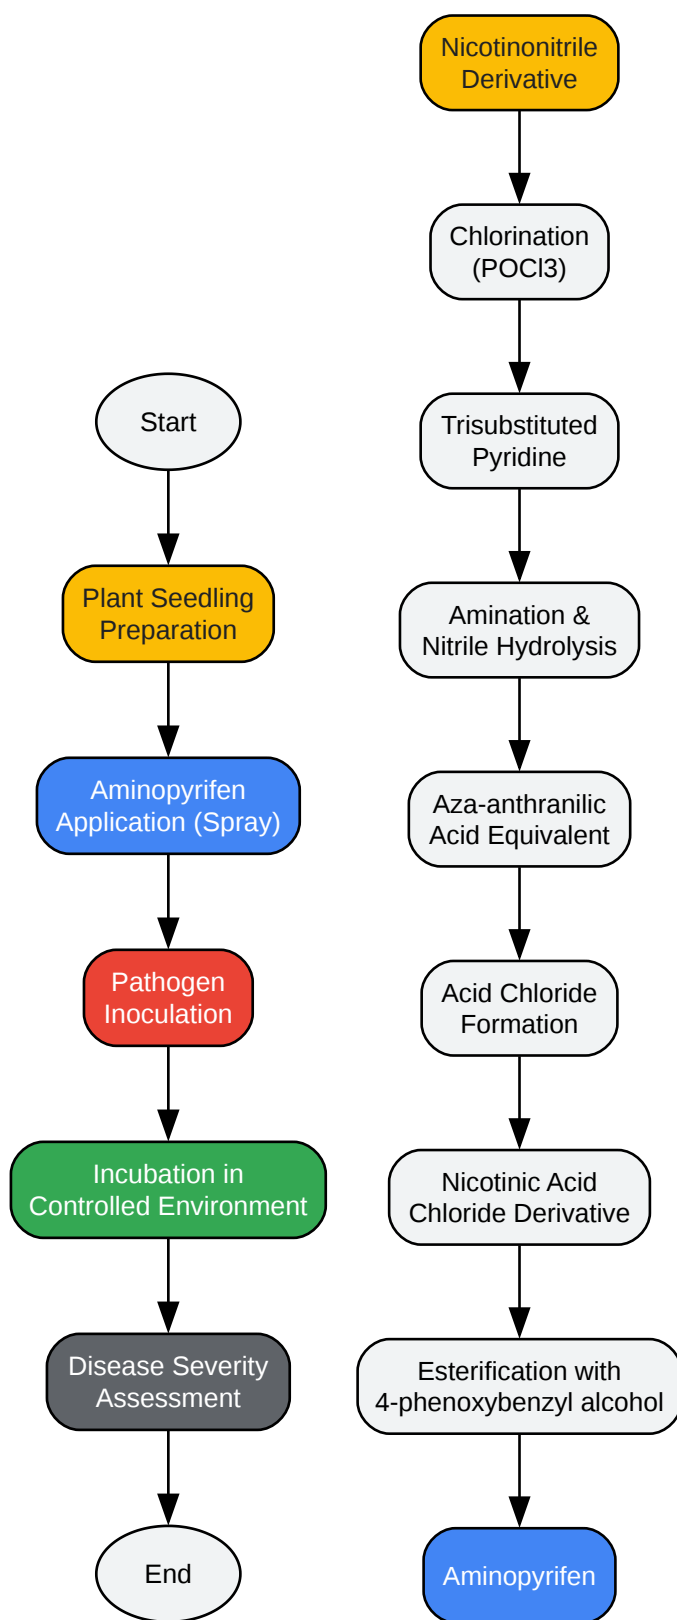 Start
Plant Seedling
Preparation
Aminopyrifen
Application (Spray)
Pathogen
Inoculation
Incubation in
Controlled Environment
Disease Severity
Assessment
End
Nicotinonitrile
Derivative
Chlorination
(POCl3)
Trisubstituted
Pyridine
Amination &
Nitrile Hydrolysis
Aza-anthranilic
Acid Equivalent
Acid Chloride
Formation
Nicotinic Acid
Chloride Derivative
Esterification with
4-phenoxybenzyl alcohol
Aminopyrifen